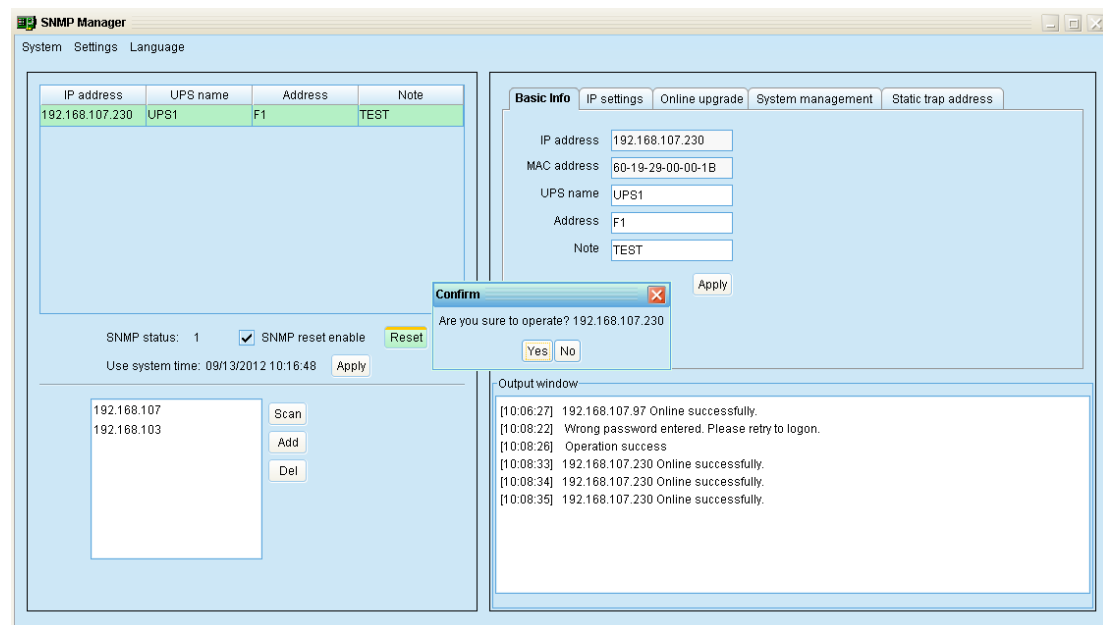 SNMP Manager
System Settings Language
IP address UPS name Address Note
192.168.107.230 UPS1 F1 TEST
SNMP status: 1 SNMP reset enable Reset
Use system time: 09/13/2012 10:16:48 Apply
192.168.107
192.168.103
Scan
Add
Del
Basic Info IP settings Online upgrade System management Static trap address
IP address 192.168.107.230
MAC address 60-19-29-00-00-1B
UPS name UPS1
Address F1
Note TEST
Apply
Confirm
Are you sure to operate? 192.168.107.230
Yes No
Output window
[10:06:27] 192.168.107.97 Online successfully.
[10:08:22] Wrong password entered. Please retry to logon.
[10:08:26] Operation success
[10:08:33] 192.168.107.230 Online successfully.
[10:08:34] 192.168.107.230 Online successfully.
[10:08:35] 192.168.107.230 Online successfully.